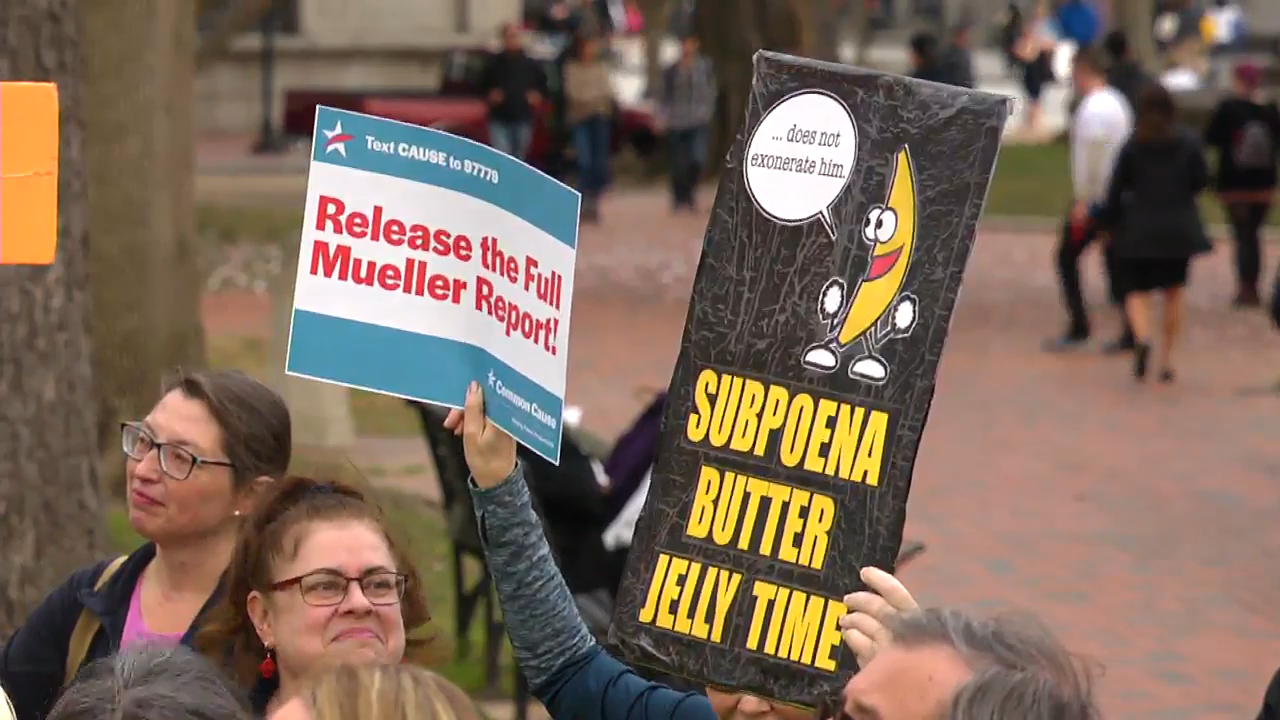 Text CAUSE to 97779
Release the Full
Mueller Report!
Common Cause
... does not
exonerate him.
SUBPOENA
BUTTER
JELLY TIME